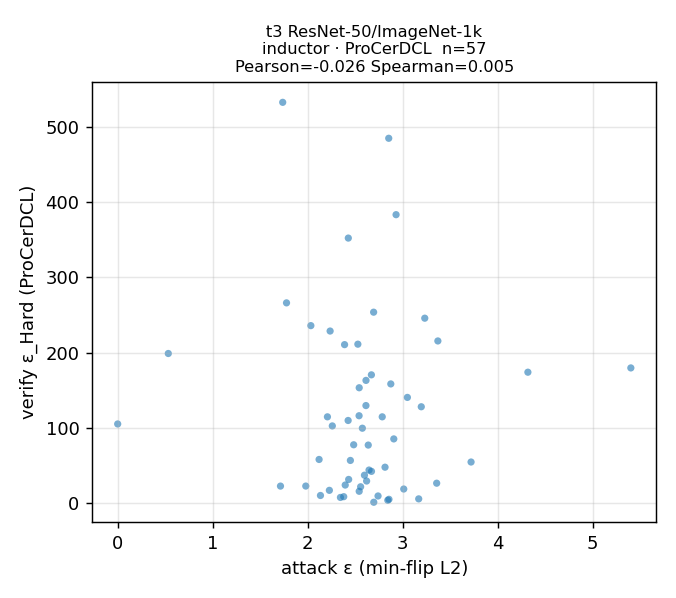 t3 ResNet-50/ImageNet-1k
inductor · ProCerDCL  n=57
Pearson=-0.026 Spearman=0.005
verify ε_Hard (ProCerDCL)
500
400
300
200
100
0
0 1 2 3 4 5
attack ε (min-flip L2)